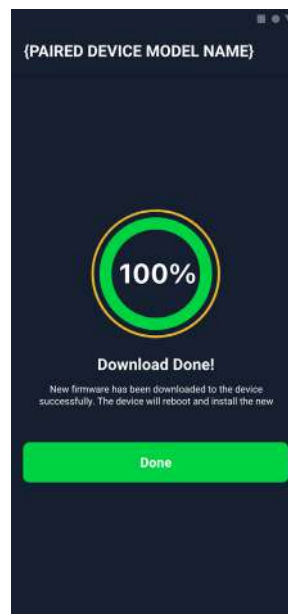 {PAIRED DEVICE MODEL NAME}
100%
Download Done!
New firmware has been downloaded to the device
successfully. The device will reboot and install the new
Done